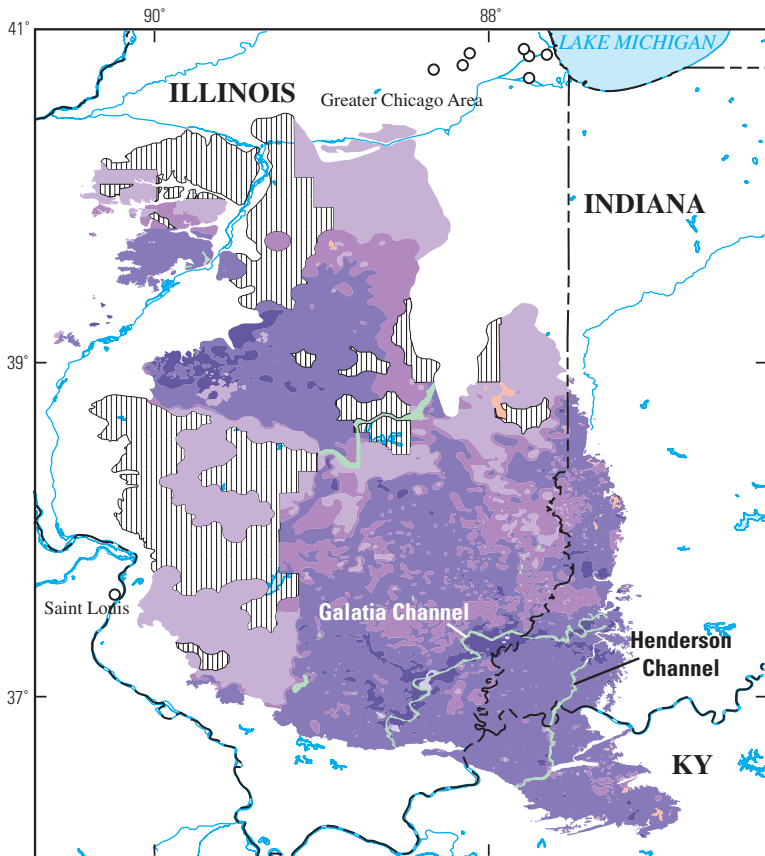 90°
88°
41°
LAKE MICHIGAN
ILLINOIS
Greater Chicago Area
INDIANA
39°
Saint Louis
Galatia Channel
Henderson
Channel
37°
KY